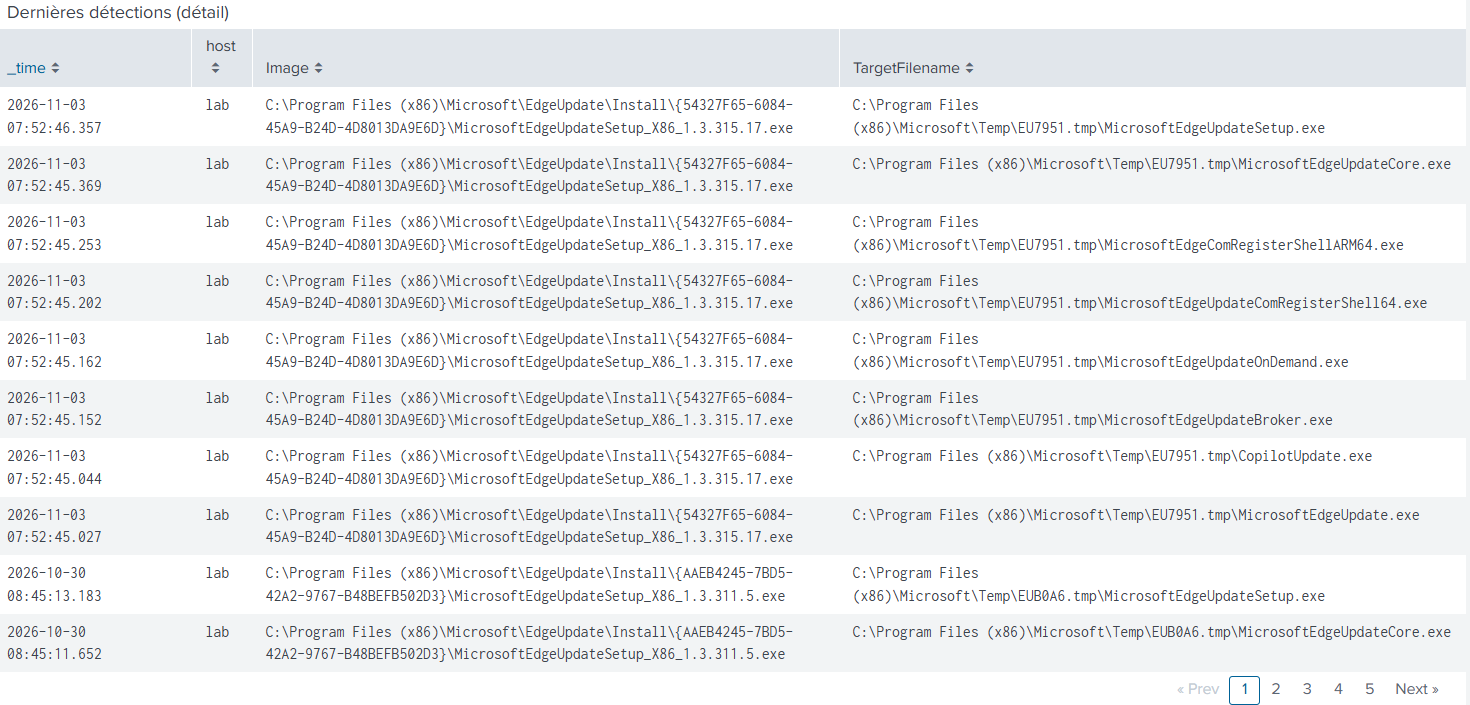 Dernières détections (détail)
host
_time Image TargetFilename
2026-11-03 lab C:\Program Files (x86)\Microsoft\EdgeUpdate\Install\{54327F65-6084- C:\Program Files
07:52:46.357 45A9-B24D-4D8013DA9E6D}\MicrosoftEdgeUpdateSetup_X86_1.3.315.17.exe (x86)\Microsoft\Temp\EU7951.tmp\MicrosoftEdgeUpdateSetup.exe
2026-11-03 lab C:\Program Files (x86)\Microsoft\EdgeUpdate\Install\{54327F65-6084- C:\Program Files (x86)\Microsoft\Temp\EU7951.tmp\MicrosoftEdgeUpdateCore.exe
07:52:45.369 45A9-B24D-4D8013DA9E6D}\MicrosoftEdgeUpdateSetup_X86_1.3.315.17.exe
2026-11-03 lab C:\Program Files (x86)\Microsoft\EdgeUpdate\Install\{54327F65-6084- C:\Program Files
07:52:45.253 45A9-B24D-4D8013DA9E6D}\MicrosoftEdgeUpdateSetup_X86_1.3.315.17.exe (x86)\Microsoft\Temp\EU7951.tmp\MicrosoftEdgeComRegisterShellARM64.exe
2026-11-03 lab C:\Program Files (x86)\Microsoft\EdgeUpdate\Install\{54327F65-6084- C:\Program Files
07:52:45.202 45A9-B24D-4D8013DA9E6D}\MicrosoftEdgeUpdateSetup_X86_1.3.315.17.exe (x86)\Microsoft\Temp\EU7951.tmp\MicrosoftEdgeUpdateComRegisterShell64.exe
2026-11-03 lab C:\Program Files (x86)\Microsoft\EdgeUpdate\Install\{54327F65-6084- C:\Program Files
07:52:45.162 45A9-B24D-4D8013DA9E6D}\MicrosoftEdgeUpdateSetup_X86_1.3.315.17.exe (x86)\Microsoft\Temp\EU7951.tmp\MicrosoftEdgeUpdateOnDemand.exe
2026-11-03 lab C:\Program Files (x86)\Microsoft\EdgeUpdate\Install\{54327F65-6084- C:\Program Files
07:52:45.152 45A9-B24D-4D8013DA9E6D}\MicrosoftEdgeUpdateSetup_X86_1.3.315.17.exe (x86)\Microsoft\Temp\EU7951.tmp\MicrosoftEdgeUpdateBroker.exe
2026-11-03 lab C:\Program Files (x86)\Microsoft\EdgeUpdate\Install\{54327F65-6084- C:\Program Files (x86)\Microsoft\Temp\EU7951.tmp\CopilotUpdate.exe
07:52:45.044 45A9-B24D-4D8013DA9E6D}\MicrosoftEdgeUpdateSetup_X86_1.3.315.17.exe
2026-11-03 lab C:\Program Files (x86)\Microsoft\EdgeUpdate\Install\{54327F65-6084- C:\Program Files (x86)\Microsoft\Temp\EU7951.tmp\MicrosoftEdgeUpdate.exe
07:52:45.027 45A9-B24D-4D8013DA9E6D}\MicrosoftEdgeUpdateSetup_X86_1.3.315.17.exe
2026-10-30 lab C:\Program Files (x86)\Microsoft\EdgeUpdate\Install\{AAEB4245-7BD5- C:\Program Files
08:45:13.183 42A2-9767-B48BEFB502D3}\MicrosoftEdgeUpdateSetup_X86_1.3.311.5.exe (x86)\Microsoft\Temp\EUB0A6.tmp\MicrosoftEdgeUpdateSetup.exe
2026-10-30 lab C:\Program Files (x86)\Microsoft\EdgeUpdate\Install\{AAEB4245-7BD5- C:\Program Files (x86)\Microsoft\Temp\EUB0A6.tmp\MicrosoftEdgeUpdateCore.exe
08:45:11.652 42A2-9767-B48BEFB502D3}\MicrosoftEdgeUpdateSetup_X86_1.3.311.5.exe
« Prev 1 2 3 4 5 Next »